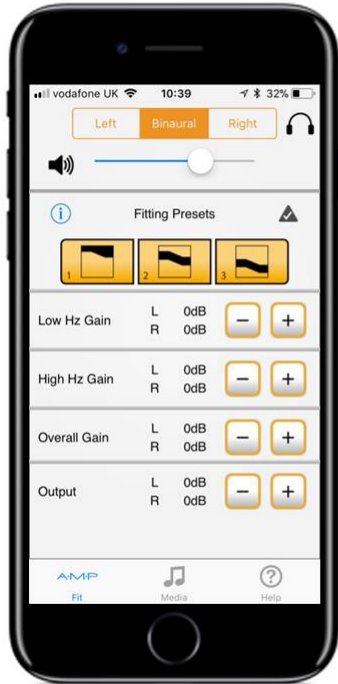 vodafone UK 10:39 32%
Left Binaural Right
Fitting Presets
1 2 3
Low Hz Gain L 0dB
R 0dB
High Hz Gain L 0dB
R 0dB
Overall Gain L 0dB
R 0dB
Output L 0dB
R 0dB
A·M·P
Fit Media Help